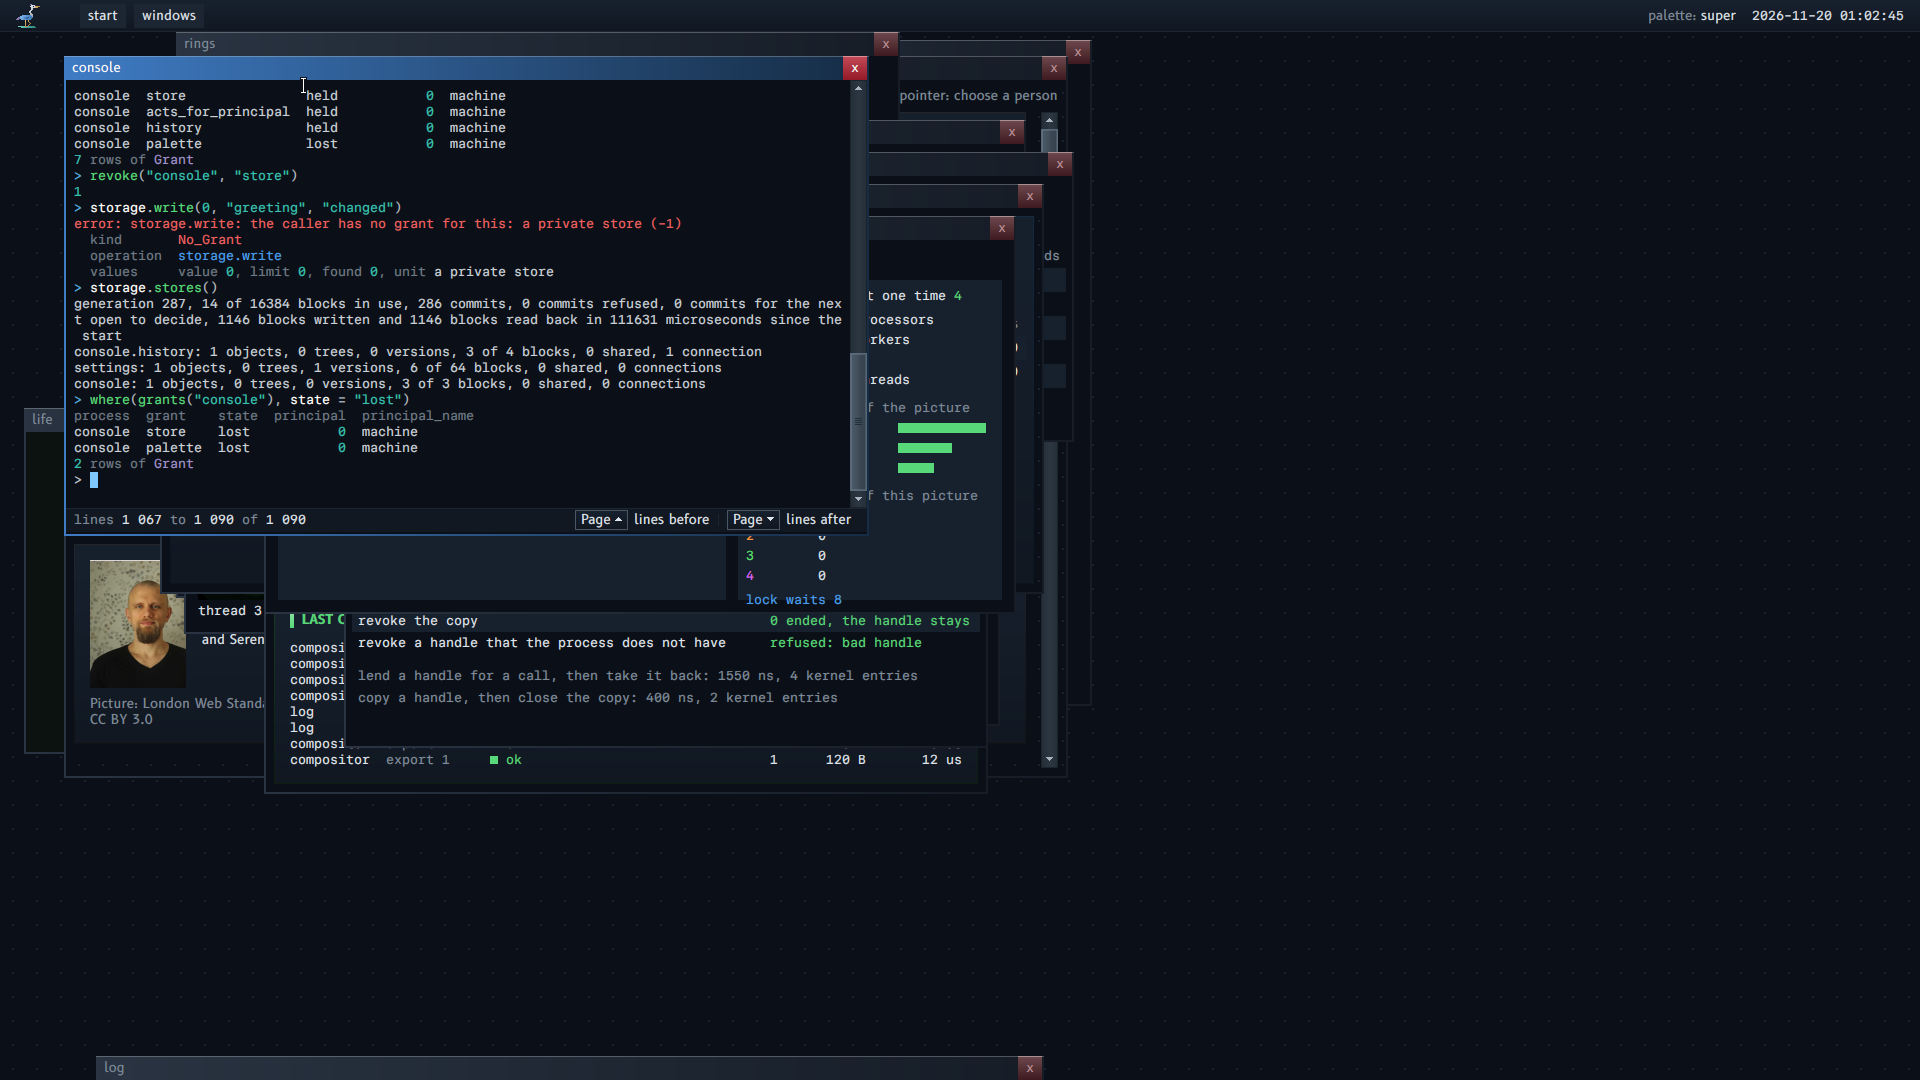 start windows palette: super 2026-11-20 01:02:45
rings x
x
console x
x
pointer: choose a person
console store held 0 machine
console acts_for_principal held 0 machine
console history held 0 machine
console palette lost 0 machine
7 rows of Grant
> revoke("console", "store")
1
> storage.write(0, "greeting", "changed")
error: storage.write: the caller has no grant for this: a private store (-1)
kind No_Grant
operation storage.write
values value 0, limit 0, found 0, unit a private store
> storage.stores()
generation 287, 14 of 16384 blocks in use, 286 commits, 0 commits refused, 0 commits for the nex
t open to decide, 1146 blocks written and 1146 blocks read back in 111631 microseconds since the
start
console.history: 1 objects, 0 trees, 0 versions, 3 of 4 blocks, 0 shared, 1 connection
settings: 1 objects, 0 trees, 1 versions, 6 of 64 blocks, 0 shared, 0 connections
console: 1 objects, 0 trees, 0 versions, 3 of 3 blocks, 0 shared, 0 connections
> where(grants("console"), state = "lost")
process grant state principal principal_name
console store lost 0 machine
console palette lost 0 machine
2 rows of Grant
>
lines 1 067 to 1 090 of 1 090 Page lines before Page lines after
x
x
x
x
ds
t one time 4
ocessors
rkers
reads
f the picture
f this picture
life
2 0
3 0
4 0
lock waits 8
thread 3
and Seren
Picture: London Web Standa
CC BY 3.0
LAST C
revoke the copy 0 ended, the handle stays
revoke a handle that the process does not have refused: bad handle
lend a handle for a call, then take it back: 1550 ns, 4 kernel entries
copy a handle, then close the copy: 400 ns, 2 kernel entries
composi
composi
composi
composi
log
log
composi
compositor export 1 ok 1 120 B 12 us
log x